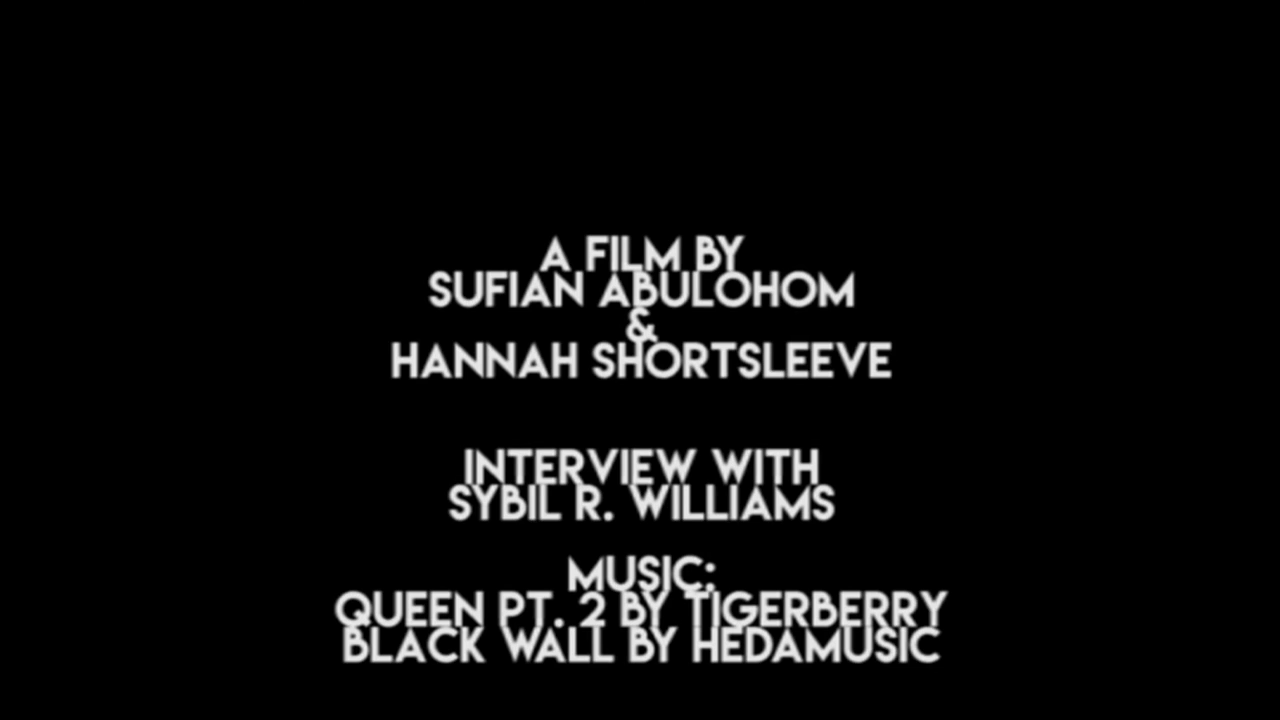 A FILM BY
SUFIAN ABULOHOM
&
HANNAH SHORTSLEEVE
INTERVIEW WITH
SYBIL R. WILLIAMS
MUSIC:
QUEEN PT. 2 BY TIGERBERRY
BLACK WALL BY HEDAMUSIC